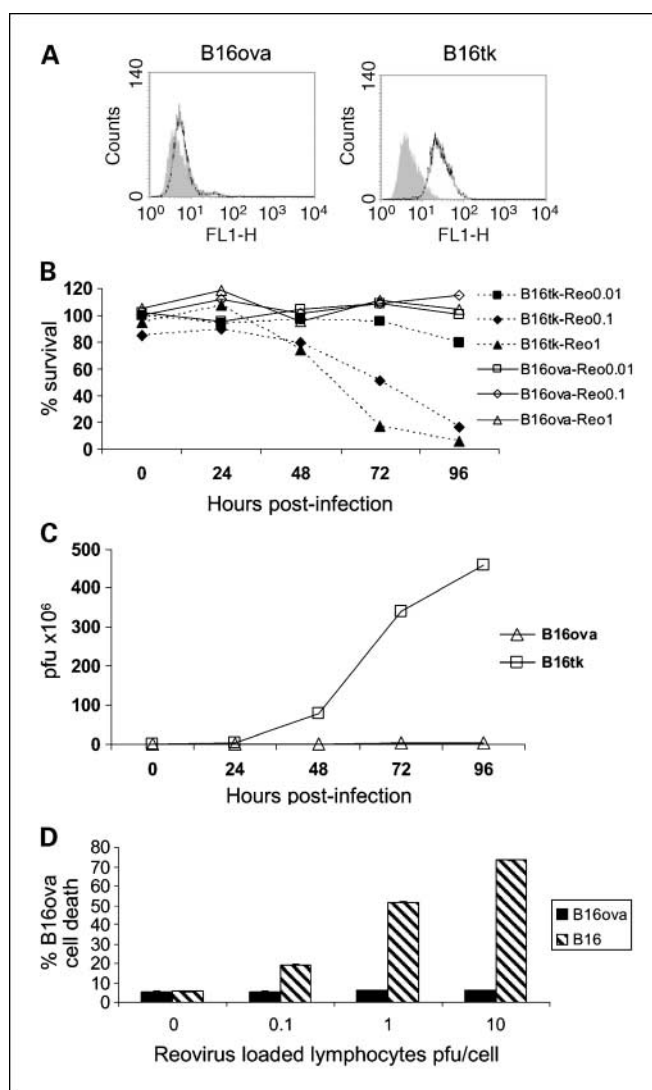 A
B16ova
B16tk
140
Counts
0
10⁰ 10¹ 10² 10³ 10⁴
FL1-H
140
Counts
0
10⁰ 10¹ 10² 10³ 10⁴
FL1-H
B
120
100
80
60
40
20
0
% survival
0 24 48 72 96
Hours post-infection
B16tk-Reo0.01
B16tk-Reo0.1
B16tk-Reo1
B16ova-Reo0.01
B16ova-Reo0.1
B16ova-Reo1
C
500
400
300
200
100
0
pfu x10⁶
0 24 48 72 96
Hours post-infection
B16ova
B16tk
D
80
70
60
50
40
30
20
10
0
% B16ova
cell death
0 0.1 1 10
Reovirus loaded lymphocytes pfu/cell
B16ova
B16